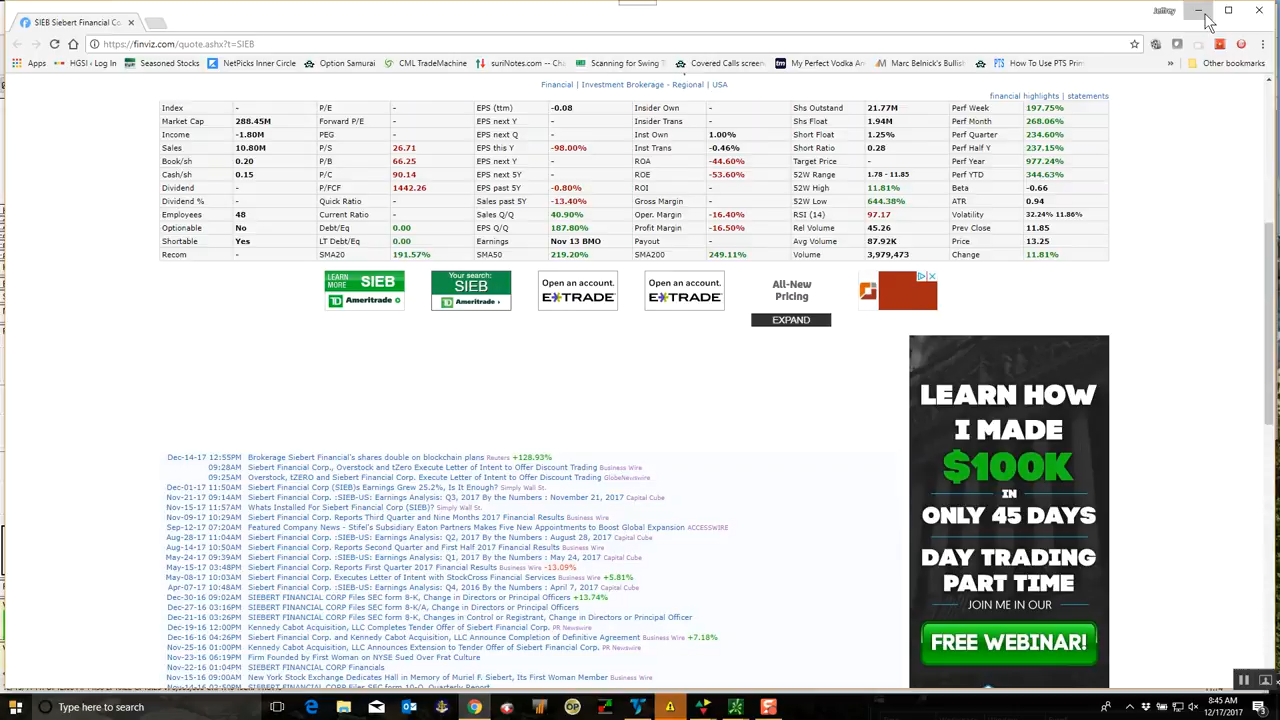 Jeffrey
SIEB Siebert Financial Co
https://finviz.com/quote.ashx?t=SIEB
Apps HGSI Log In Seasoned Stocks NetPicks Inner Circle Option Samurai CML TradeMachine suriNotes.com -- Cha Scanning for Swing T Covered Calls screen My Perfect Vodka Ar Marc Belnick's Bullish How To Use PTS Prim » Other bookmarks
Financial | Investment Brokerage - Regional | USA
financial highlights | statements
Index - P/E - EPS (ttm) -0.08 Insider Own - Shs Outstand 21.77M Perf Week 197.75%
Market Cap 288.45M Forward P/E - EPS next Y - Insider Trans - Shs Float 1.94M Perf Month 268.06%
Income -1.80M PEG - EPS next Q - Inst Own 1.00% Short Float 1.25% Perf Quarter 234.60%
Sales 10.80M P/S 26.71 EPS this Y -98.00% Inst Trans -0.46% Short Ratio 0.28 Perf Half Y 237.15%
Book/sh 0.20 P/B 66.25 EPS next Y - ROA -44.60% Target Price - Perf Year 977.24%
Cash/sh 0.15 P/C 90.14 EPS next 5Y - ROE -53.60% 52W Range 1.78 - 11.85 Perf YTD 344.63%
Dividend - P/FCF 1442.26 EPS past 5Y -0.80% ROI - 52W High 11.81% Beta -0.66
Dividend % - Quick Ratio - Sales past 5Y -13.40% Gross Margin - 52W Low 644.38% ATR 0.94
Employees 48 Current Ratio - Sales Q/Q 40.90% Oper. Margin -16.40% RSI (14) 97.17 Volatility 32.24% 11.86%
Optionable No Debt/Eq 0.00 EPS Q/Q 187.80% Profit Margin -16.50% Rel Volume 45.26 Prev Close 11.85
Shortable Yes LT Debt/Eq 0.00 Earnings Nov 13 BMO Payout - Avg Volume 87.92K Price 13.25
Recom - SMA20 191.57% SMA50 219.20% SMA200 249.11% Volume 3,979,473 Change 11.81%
LEARN MORE SIEB
Ameritrade
Your search:
SIEB
Ameritrade
Open an account.
E*TRADE
Open an account.
E*TRADE
All-New
Pricing
EXPAND
LEARN HOW
I MADE
$100K
IN
ONLY 45 DAYS
DAY TRADING
PART TIME
JOIN ME IN OUR
FREE WEBINAR!
Dec-14-17 12:55PM Brokerage Siebert Financial's shares double on blockchain plans Reuters +128.93%
09:28AM Siebert Financial Corp., Overstock and tZero Execute Letter of Intent to Offer Discount Trading Business Wire
09:25AM Overstock, tZERO and Siebert Financial Corp. Execute Letter of Intent to Offer Discount Trading GlobeNewswire
Dec-01-17 11:50AM Siebert Financial Corp (SIEB)s Earnings Grew 25.2%, Is It Enough? Simply Wall St.
Nov-21-17 09:14AM Siebert Financial Corp. :SIEB-US: Earnings Analysis: Q3, 2017 By the Numbers : November 21, 2017 Capital Cube
Nov-15-17 11:57AM Whats Installed For Siebert Financial Corp (SIEB)? Simply Wall St.
Nov-09-17 10:29AM Siebert Financial Corp. Reports Third Quarter and Nine Months 2017 Financial Results Business Wire
Sep-12-17 07:20AM Featured Company News - Stifel's Subsidiary Eaton Partners Makes Five New Appointments to Boost Global Expansion ACCESSWIRE
Aug-28-17 11:04AM Siebert Financial Corp. :SIEB-US: Earnings Analysis: Q2, 2017 By the Numbers : August 28, 2017 Capital Cube
Aug-14-17 10:50AM Siebert Financial Corp. Reports Second Quarter and First Half 2017 Financial Results Business Wire
May-24-17 09:39AM Siebert Financial Corp. :SIEB-US: Earnings Analysis: Q1, 2017 By the Numbers : May 24, 2017 Capital Cube
May-15-17 03:48PM Siebert Financial Corp. Reports First Quarter 2017 Financial Results Business Wire -13.09%
May-08-17 10:03AM Siebert Financial Corp. Executes Letter of Intent with StockCross Financial Services Business Wire +5.81%
Apr-07-17 10:48AM Siebert Financial Corp. :SIEB-US: Earnings Analysis: Q4, 2016 By the Numbers : April 7, 2017 Capital Cube
Dec-30-16 09:02AM SIEBERT FINANCIAL CORP Files SEC form 8-K, Change in Directors or Principal Officers +13.74%
Dec-27-16 03:16PM SIEBERT FINANCIAL CORP Files SEC form 8-K/A, Change in Directors or Principal Officers
Dec-21-16 03:26PM SIEBERT FINANCIAL CORP Files SEC form 8-K, Change in Control or Registrant, Change in Directors or Principal Officer
Dec-19-16 12:00PM Kennedy Cabot Acquisition, LLC Completes Tender Offer of Siebert Financial Corp. PR Newswire
Dec-16-16 04:26PM Siebert Financial Corp. and Kennedy Cabot Acquisition, LLC Announce Completion of Definitive Agreement Business Wire +7.18%
Nov-25-16 01:00AM Kennedy Cabot Acquisition, LLC Announces Extension to Tender Offer of Siebert Financial Corp. PR Newswire
Nov-23-16 06:19PM Firm Founded by First Woman on NYSE Sued Over Frat Culture
Nov-22-16 01:04PM SIEBERT FINANCIAL CORP Financials
Nov-15-16 09:00AM New York Stock Exchange Dedicates Hall in Memory of Muriel F. Siebert, Its First Woman Member Business Wire
Nov-14-16 05:18PM SIEBERT FINANCIAL CORP Files SEC form 10-Q, Quarterly Report
Type here to search
8:45 AM
12/17/2017